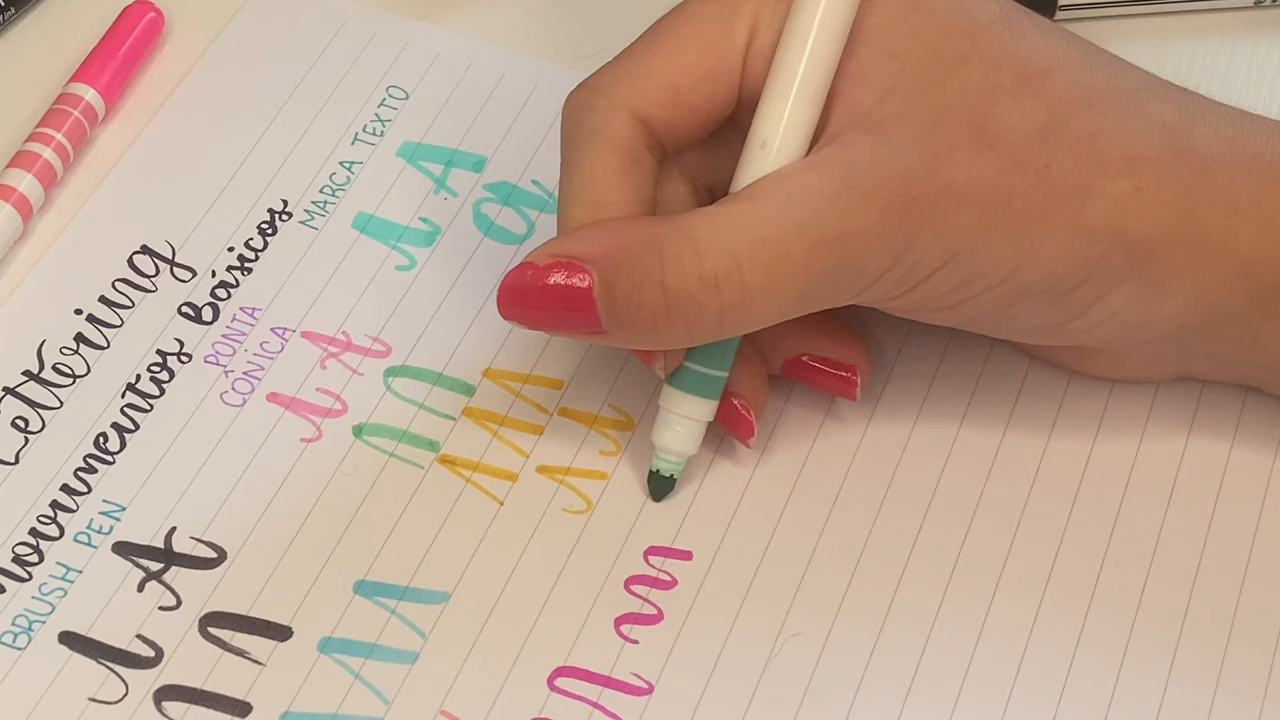 Lettering
Movimentos Básicos
BRUSH PEN
PONTA
CÔNICA
MARCA TEXTO
A
A
A
a